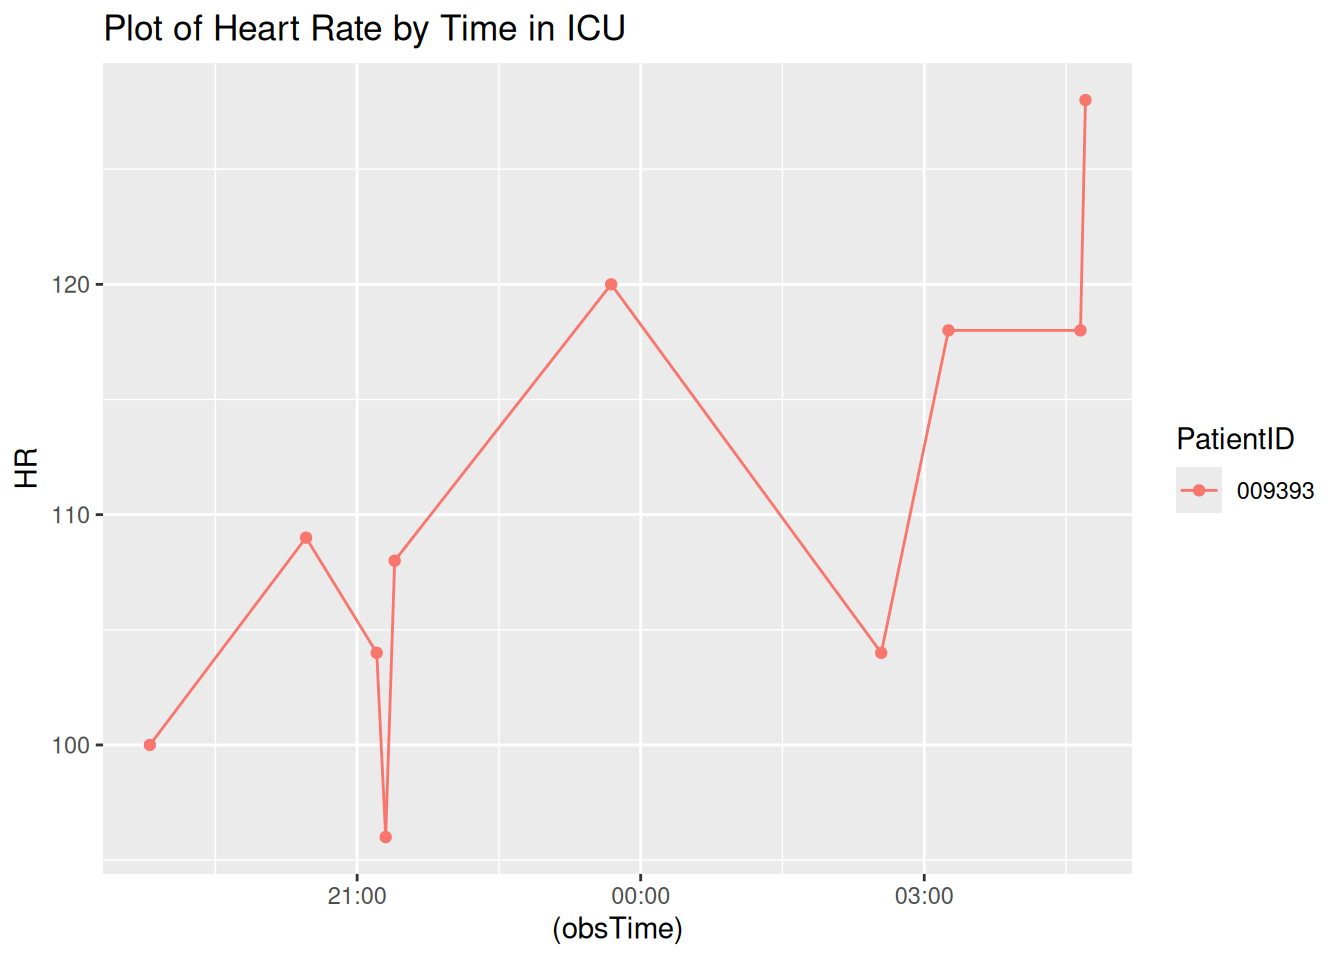 Plot of Heart Rate by Time in ICU
120
110
100
HR
21:00 00:00 03:00
(obsTime)
PatientID
009393